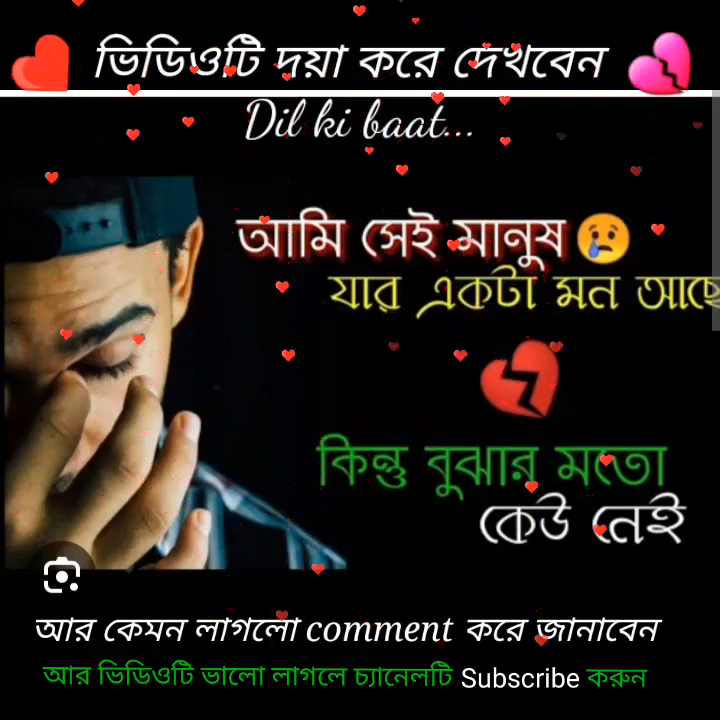 ভিডিওটি দয়া করে দেখবেন
Dil ki baat...
আমি সেই মানুষ
যার একটা মন আছে
কিন্তু বুঝার মতো
কেউ নেই
আর কেমন লাগলো comment করে জানাবেন
আর ভিডিওটি ভালো লাগলে চ্যানেলটি Subscribe করুন